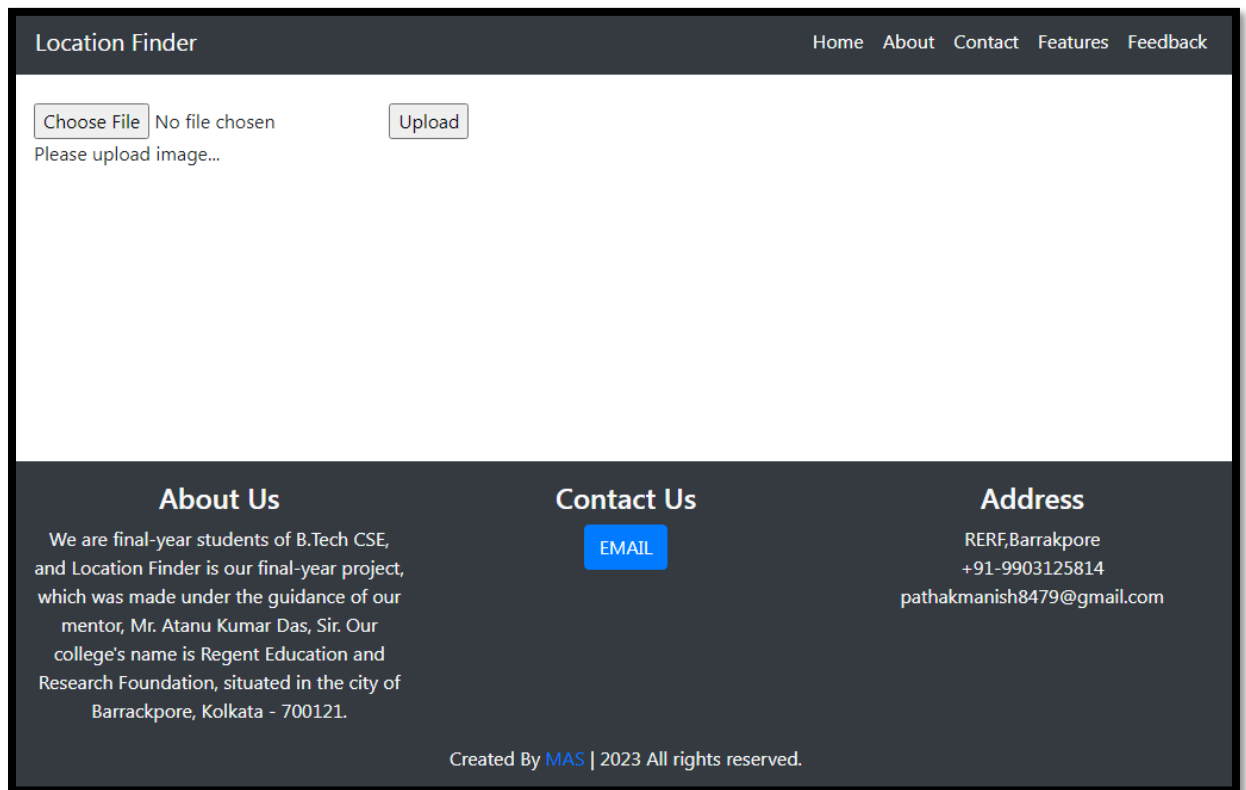 Location Finder
Home About Contact Features Feedback
Choose File No file chosen Upload
Please upload image...
About Us
We are final-year students of B.Tech CSE,
and Location Finder is our final-year project,
which was made under the guidance of our
mentor, Mr. Atanu Kumar Das, Sir. Our
college's name is Regent Education and
Research Foundation, situated in the city of
Barrackpore, Kolkata - 700121.
Contact Us
EMAIL
Address
RERF,Barrakpore
+91-9903125814
pathakmanish8479@gmail.com
Created By MAS | 2023 All rights reserved.